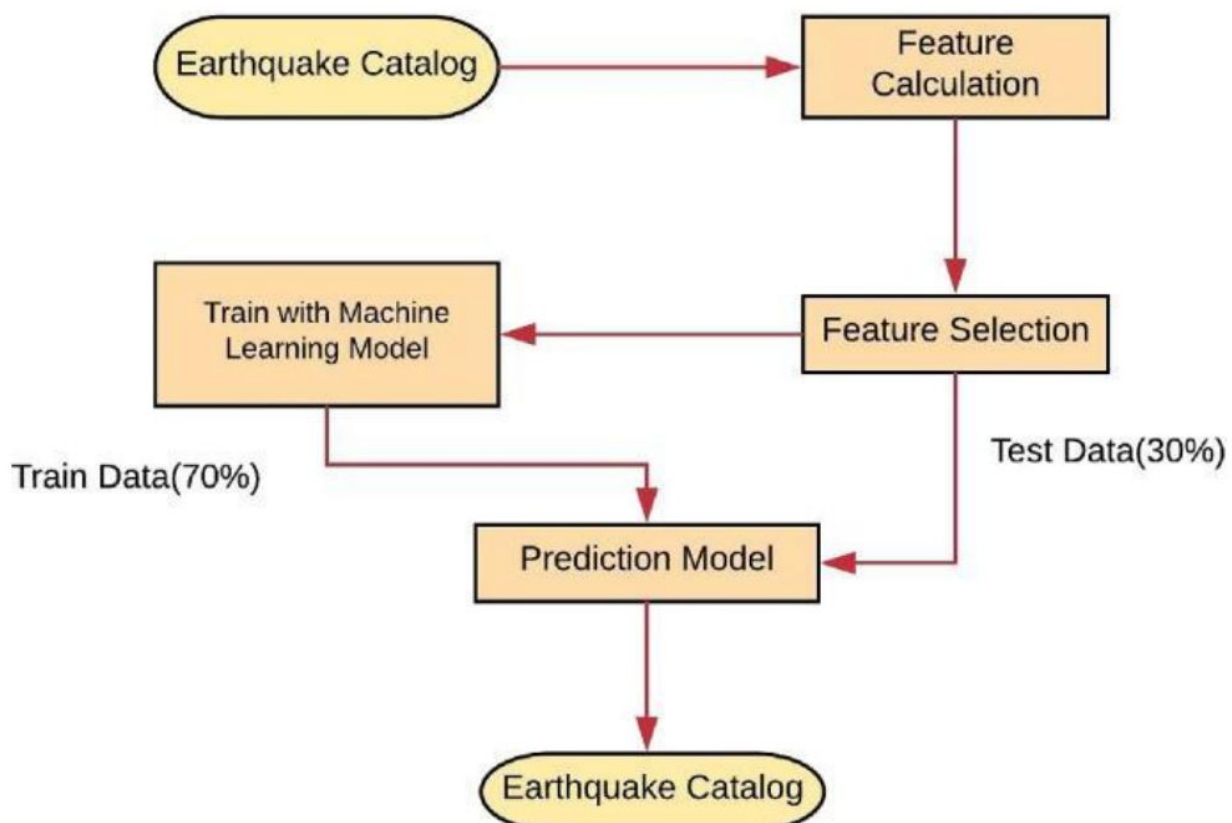 Earthquake Catalog
Feature
Calculation
Train with Machine
Learning Model
Feature Selection
Train Data(70%)
Test Data(30%)
Prediction Model
Earthquake Catalog